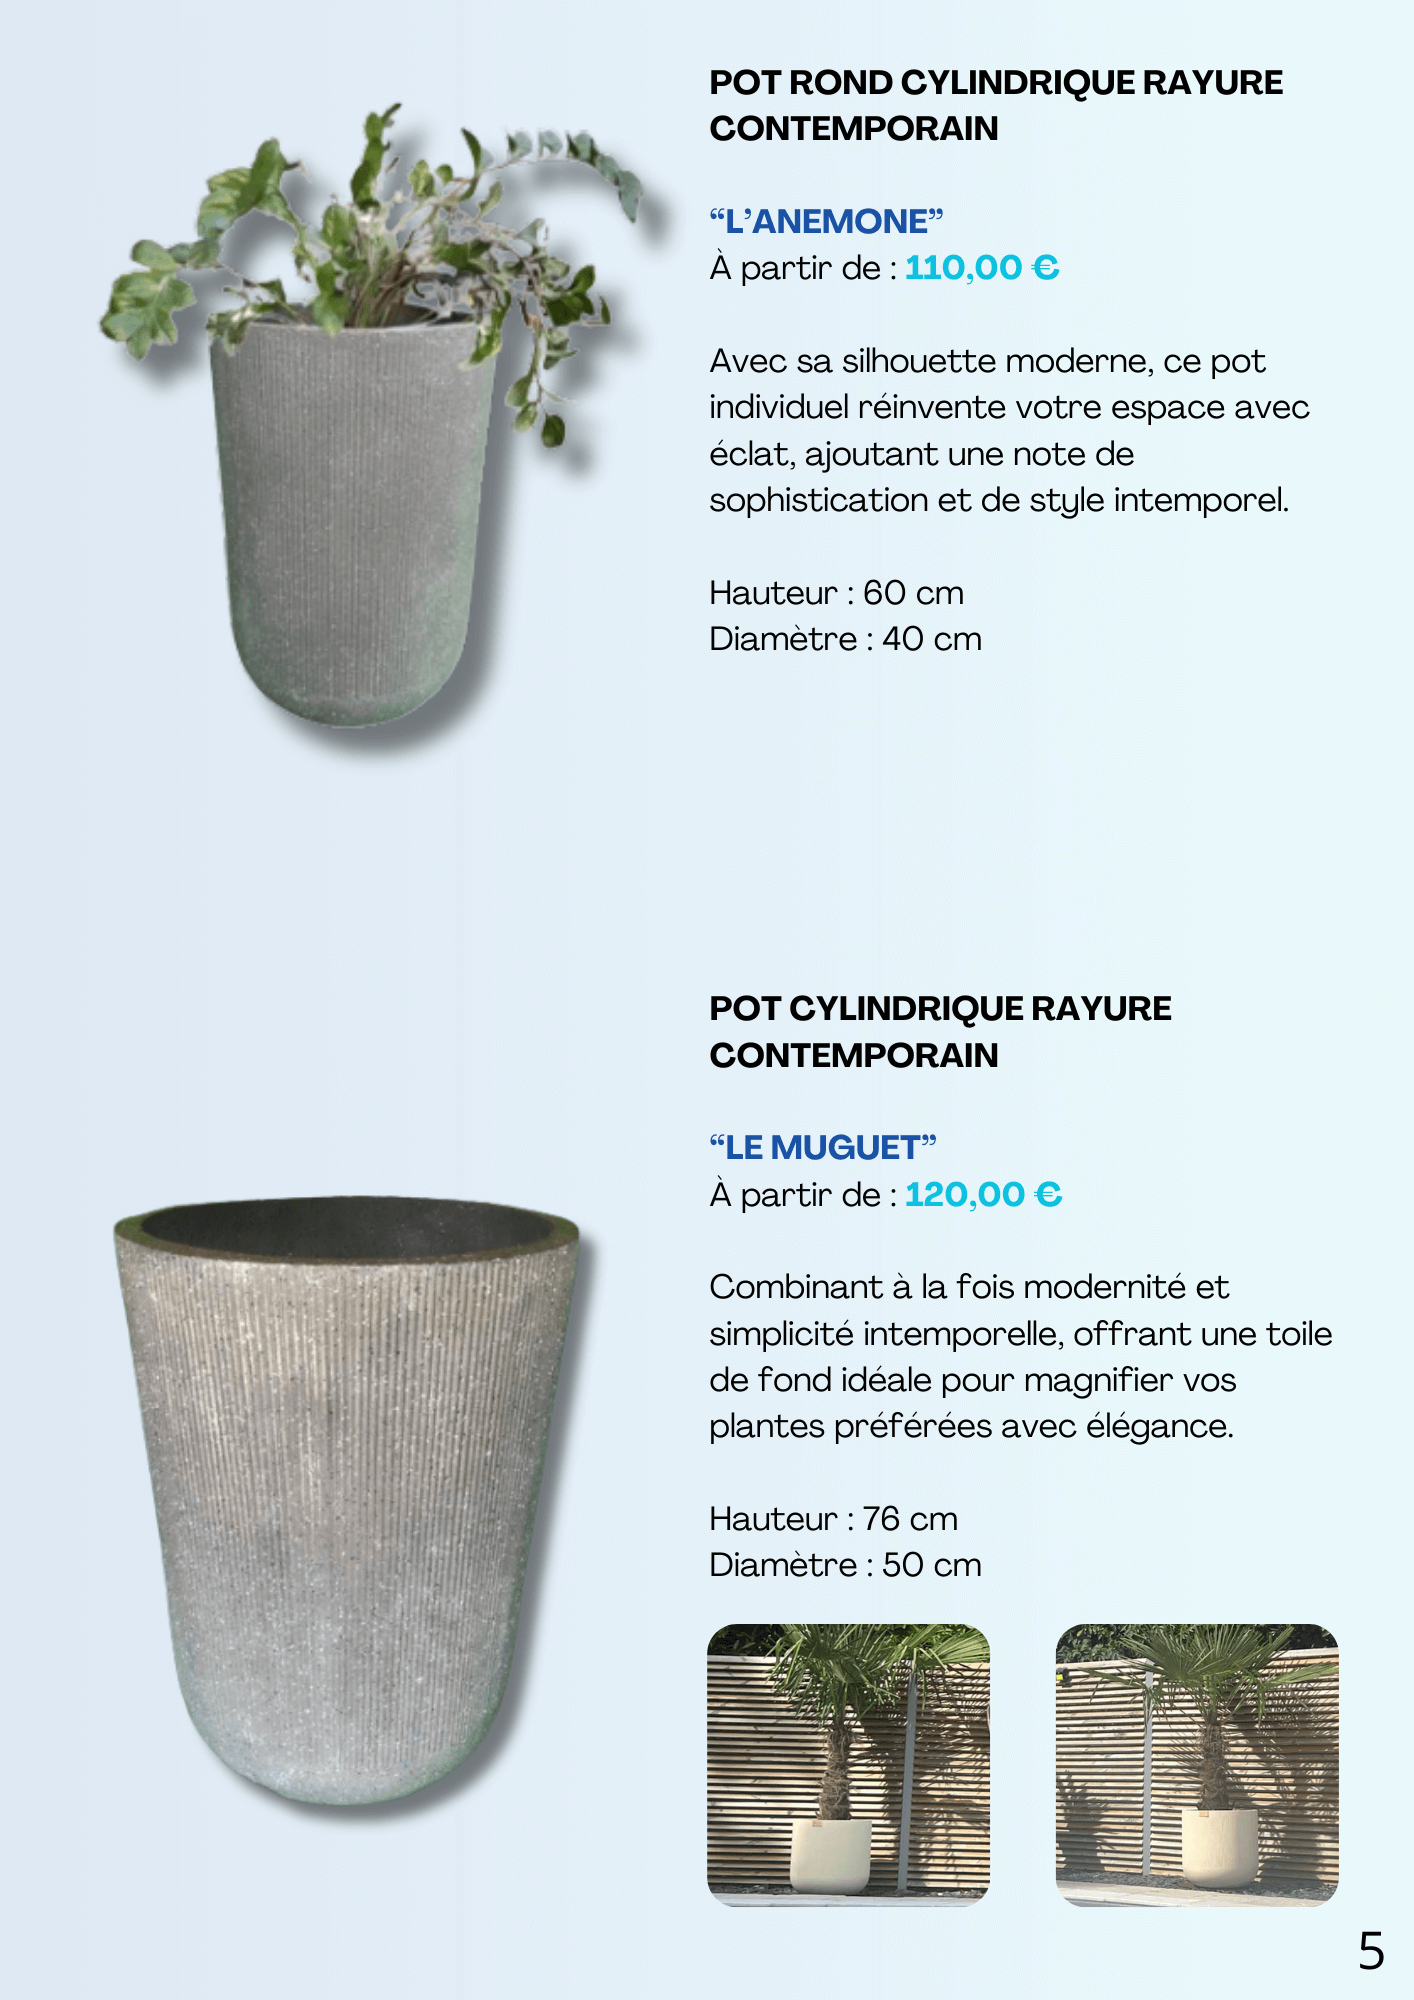 POT ROND CYLINDRIQUE RAYURE
CONTEMPORAIN
“L’ANEMONE”
À partir de : 110,00 €
Avec sa silhouette moderne, ce pot
individuel réinvente votre espace avec
éclat, ajoutant une note de
sophistication et de style intemporel.
Hauteur : 60 cm
Diamètre : 40 cm
POT CYLINDRIQUE RAYURE
CONTEMPORAIN
“LE MUGUET”
À partir de : 120,00 €
Combinant à la fois modernité et
simplicité intemporelle, offrant une toile
de fond idéale pour magnifier vos
plantes préférées avec élégance.
Hauteur : 76 cm
Diamètre : 50 cm
5